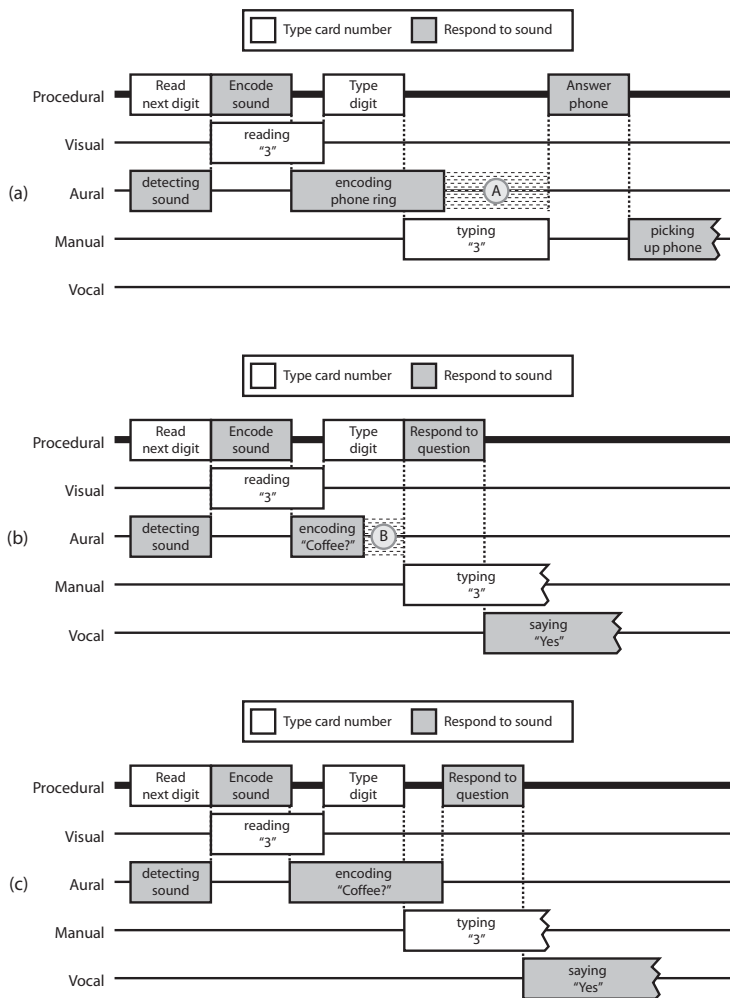 Type card number
Respond to sound
Procedural
Read
next digit
Encode
sound
Type
digit
Answer
phone
Visual
reading
“3”
(a)
Aural
detecting
sound
encoding
phone ring
A
Manual
typing
“3”
picking
up phone
Vocal
Type card number
Respond to sound
Procedural
Read
next digit
Encode
sound
Type
digit
Respond to
question
Visual
reading
“3”
(b)
Aural
detecting
sound
encoding
“Coffee?”
B
Manual
typing
“3”
Vocal
saying
“Yes”
Type card number
Respond to sound
Procedural
Read
next digit
Encode
sound
Type
digit
Respond to
question
Visual
reading
“3”
(c)
Aural
detecting
sound
encoding
“Coffee?”
Manual
typing
“3”
Vocal
saying
“Yes”